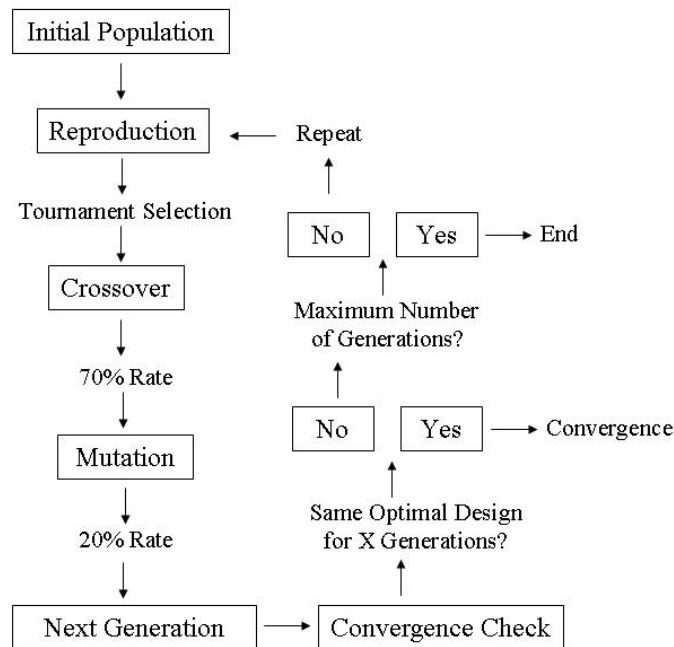 Initial Population
Reproduction
Tournament Selection
Crossover
70% Rate
Mutation
20% Rate
Next Generation
Convergence Check
Same Optimal Design
for X Generations?
No
Yes
Convergence
Maximum Number
of Generations?
No
Yes
End
Repeat